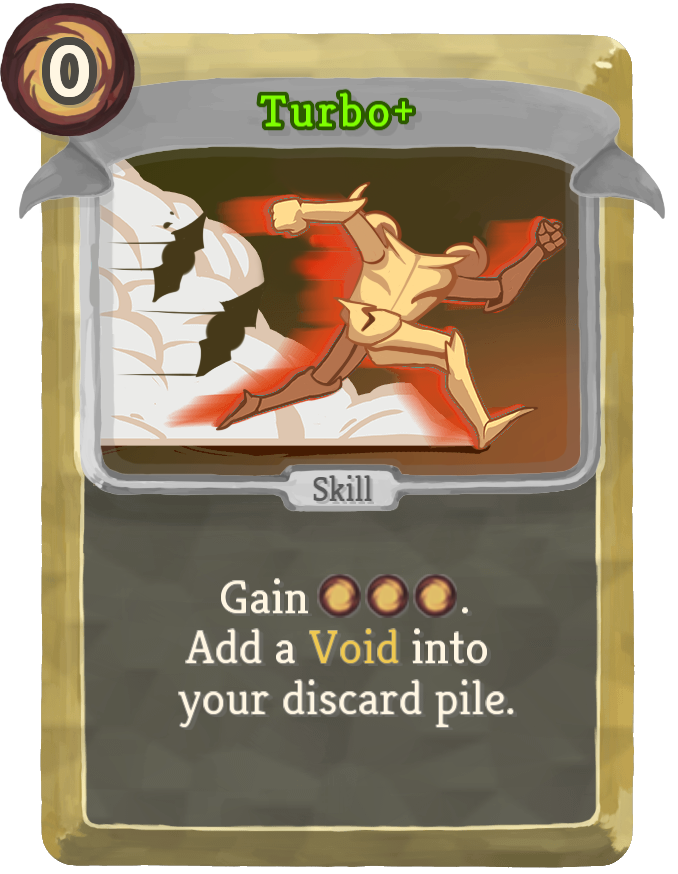 0
Turbo+
Skill
Gain .
Add a Void into
your discard pile.